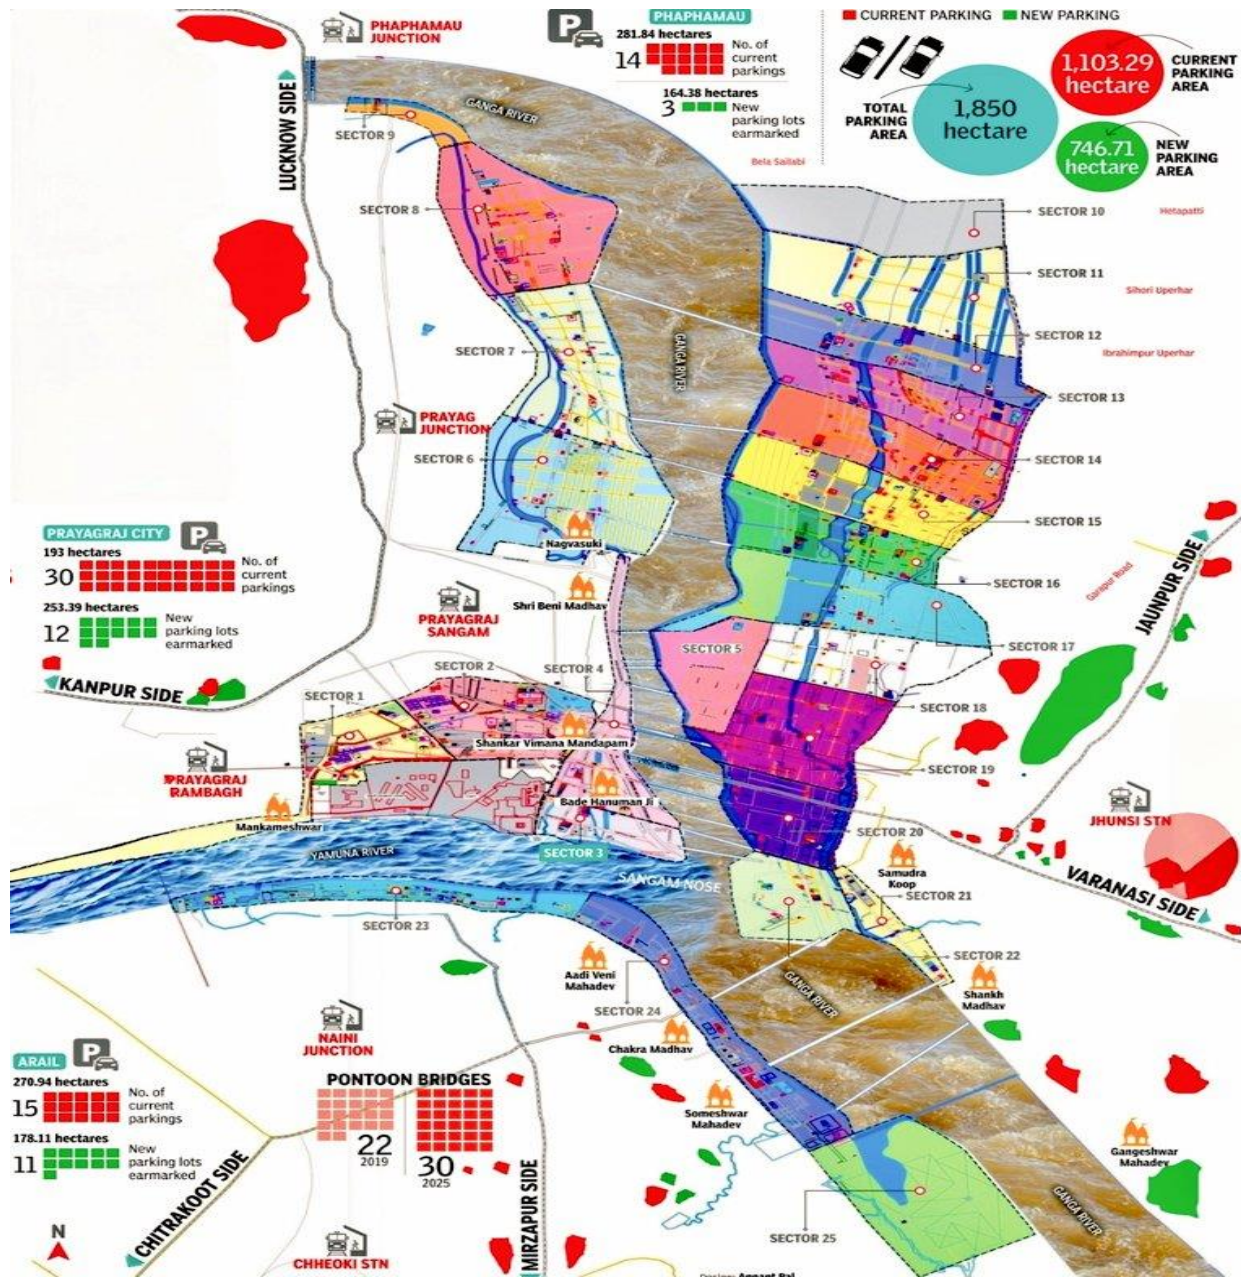 PHAPHAMAU
JUNCTION
P
PHAPHAMAU
281.84 hectares
14
No. of
current
parkings
164.38 hectares
3
New
parking lots
earmarked
CURRENT PARKING
NEW PARKING
TOTAL
PARKING
AREA
1,850
hectare
1,103.29
hectare
CURRENT
PARKING
AREA
746.71
hectare
NEW
PARKING
AREA
LUCKNOW SIDE
GANGA RIVER
SECTOR 9
Bela Sailabi
SECTOR 8
SECTOR 10
Hetapatti
SECTOR 11
Sihori Uperhar
SECTOR 12
Ibrahimpur Uperhar
SECTOR 7
GANGA RIVER
SECTOR 13
PRAYAG
JUNCTION
SECTOR 6
SECTOR 14
SECTOR 15
PRAYAGRAJ CITY
P
193 hectares
30
No. of
current
parkings
253.39 hectares
12
New
parking lots
earmarked
Nagvasuki
Shri Beni Madhav
SECTOR 16
Garapur Road
JAUNPUR SIDE
PRAYAGRAJ
SANGAM
SECTOR 5
SECTOR 17
KANPUR SIDE
SECTOR 1
SECTOR 2
SECTOR 4
SECTOR 18
Shankar Vimana Mandapam
SECTOR 19
PRAYAGRAJ
RAMBAGH
Bade Hanuman Ji
Mankameshwar
SECTOR 20
JHUNSI STN
YAMUNA RIVER
SECTOR 3
SANGAM NOSE
Samudra
Koop
SECTOR 21
VARANASI SIDE
SECTOR 23
SECTOR 22
Aadi Veni
Mahadev
GANGA RIVER
Shankh
Madhav
SECTOR 24
Chakra Madhav
NAINI
JUNCTION
ARAIL
P
270.94 hectares
15
No. of
current
parkings
178.11 hectares
11
New
parking lots
earmarked
PONTOON BRIDGES
22
2019
30
2025
Someshwar
Mahadev
Gangeshwar
Mahadev
GANGA RIVER
CHITRAKOOT SIDE
MIRZAPUR SIDE
SECTOR 25
N
CHHEOKI STN